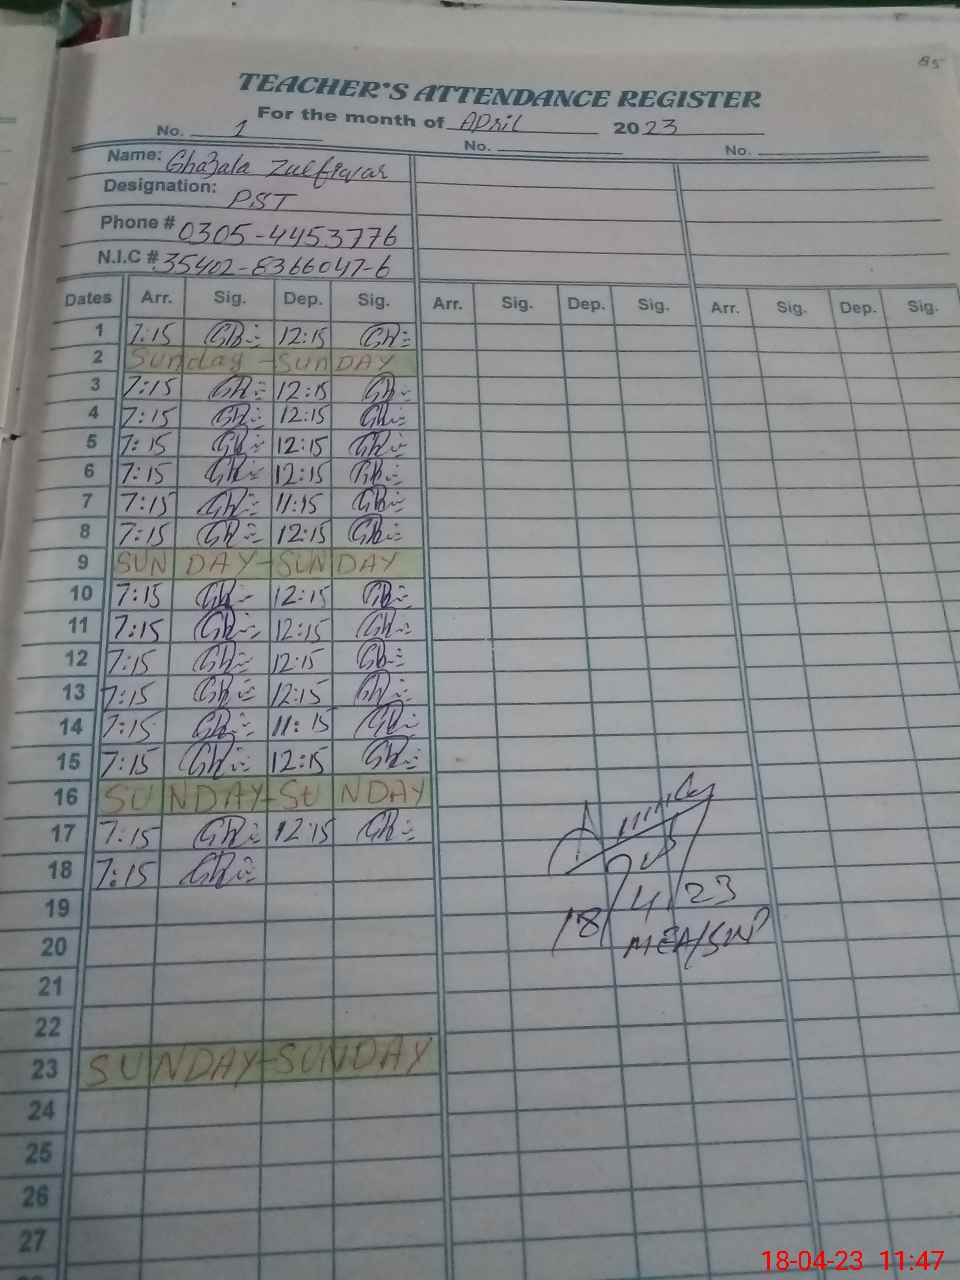 85
TEACHER'S ATTENDANCE REGISTER
For the month of April 2023
No. 1 No. No.
Name: Ghazala Zulfiqar
Designation: PST
Phone # 0305-4453776
N.I.C # 35402-8366047-6
Dates Arr. Sig. Dep. Sig. Arr. Sig. Dep. Sig. Arr. Sig. Dep. Sig.
1 7:15 12:15
2 Sunday - SunDAY
3 7:15 12:15
4 7:15 12:15
5 7:15 12:15
6 7:15 12:15
7 7:15 11:15
8 7:15 12:15
9 SUNDAY-SUNDAY
10 7:15 12:15
11 7:15 12:15
12 7:15 12:15
13 7:15 12:15
14 7:15 11:15
15 7:15 12:15
16 SUNDAY-SUNDAY
17 7:15 12:15
18 7:15
19
18/4/23
20
MEA/
21
22
23 SUNDAY-SUNDAY
24
25
26
27
18-04-23 11:47